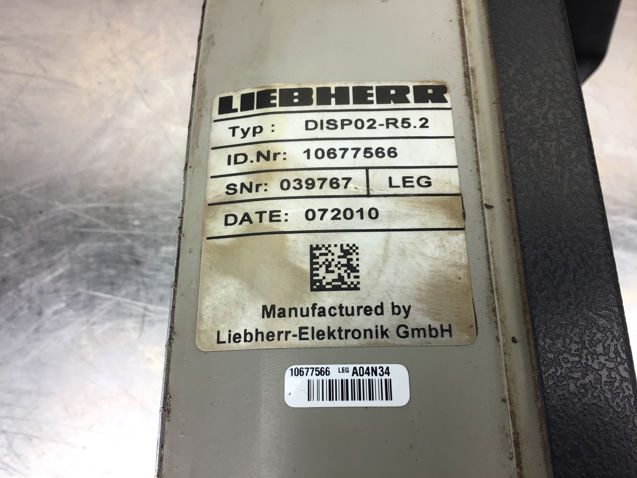 LIEBHERR
Typ : DISP02-R5.2
ID.Nr: 10677566
SNr: 039767 LEG
DATE: 072010
Manufactured by
Liebherr-Elektronik GmbH
10677566 LEG A04N34